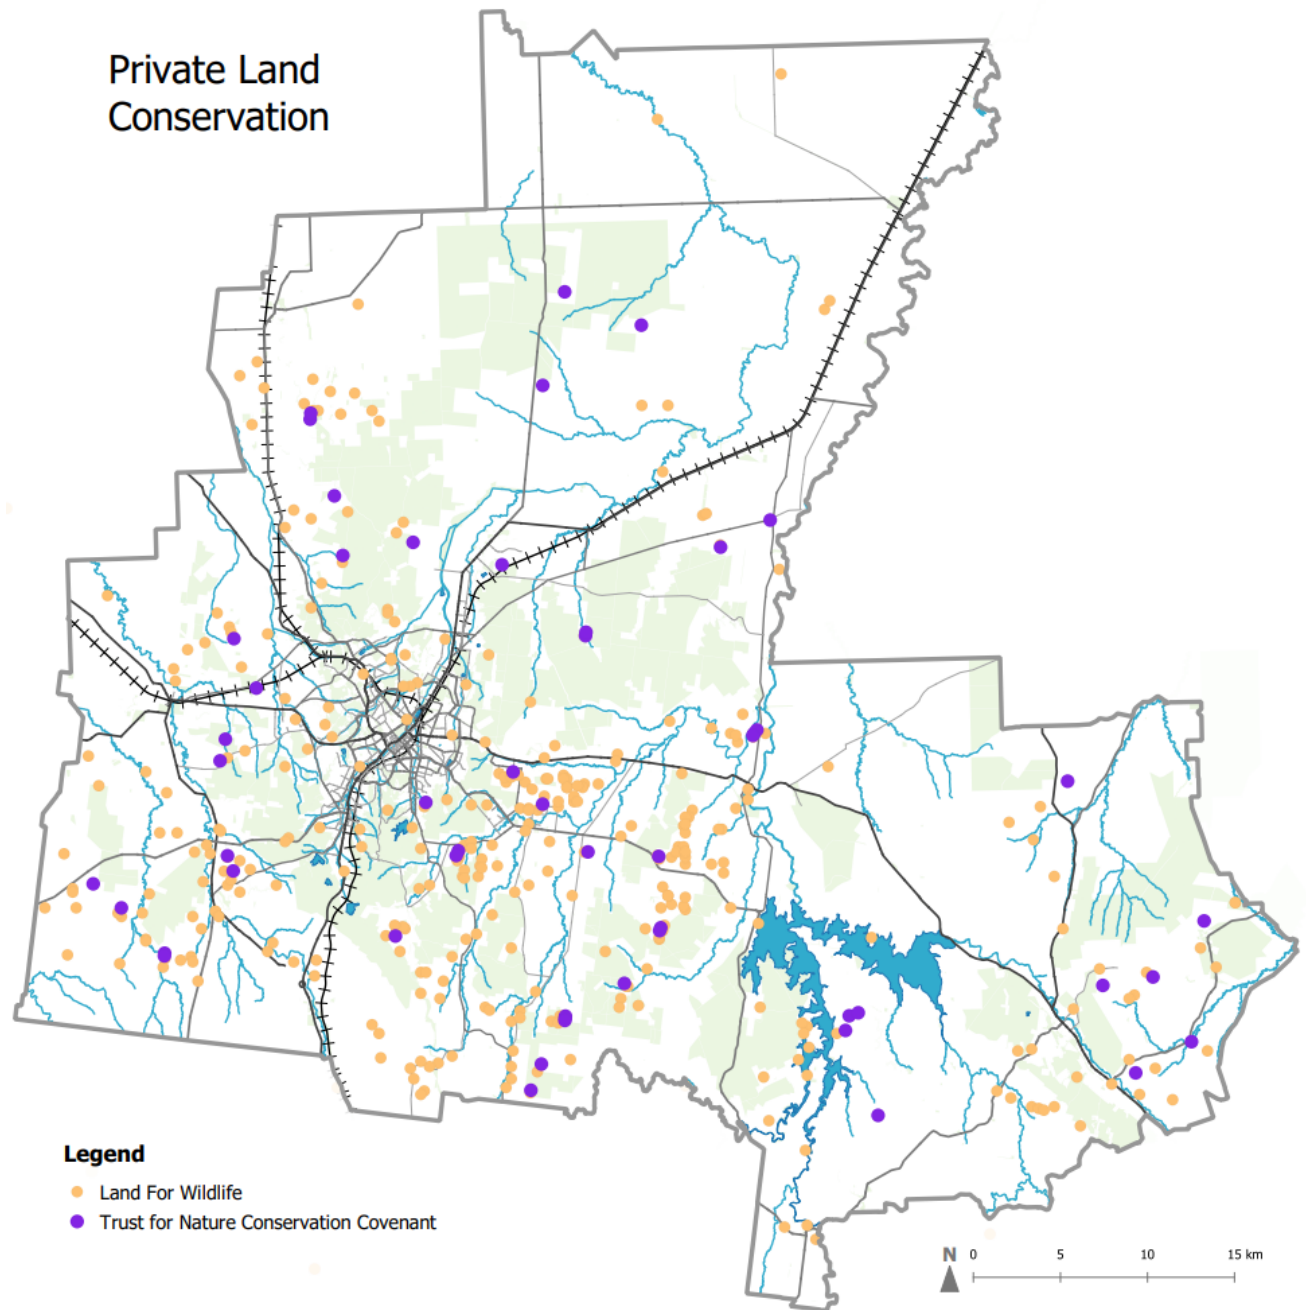 Private Land
Conservation
Legend
Land For Wildlife
Trust for Nature Conservation Covenant
N 0 5 10 15 km